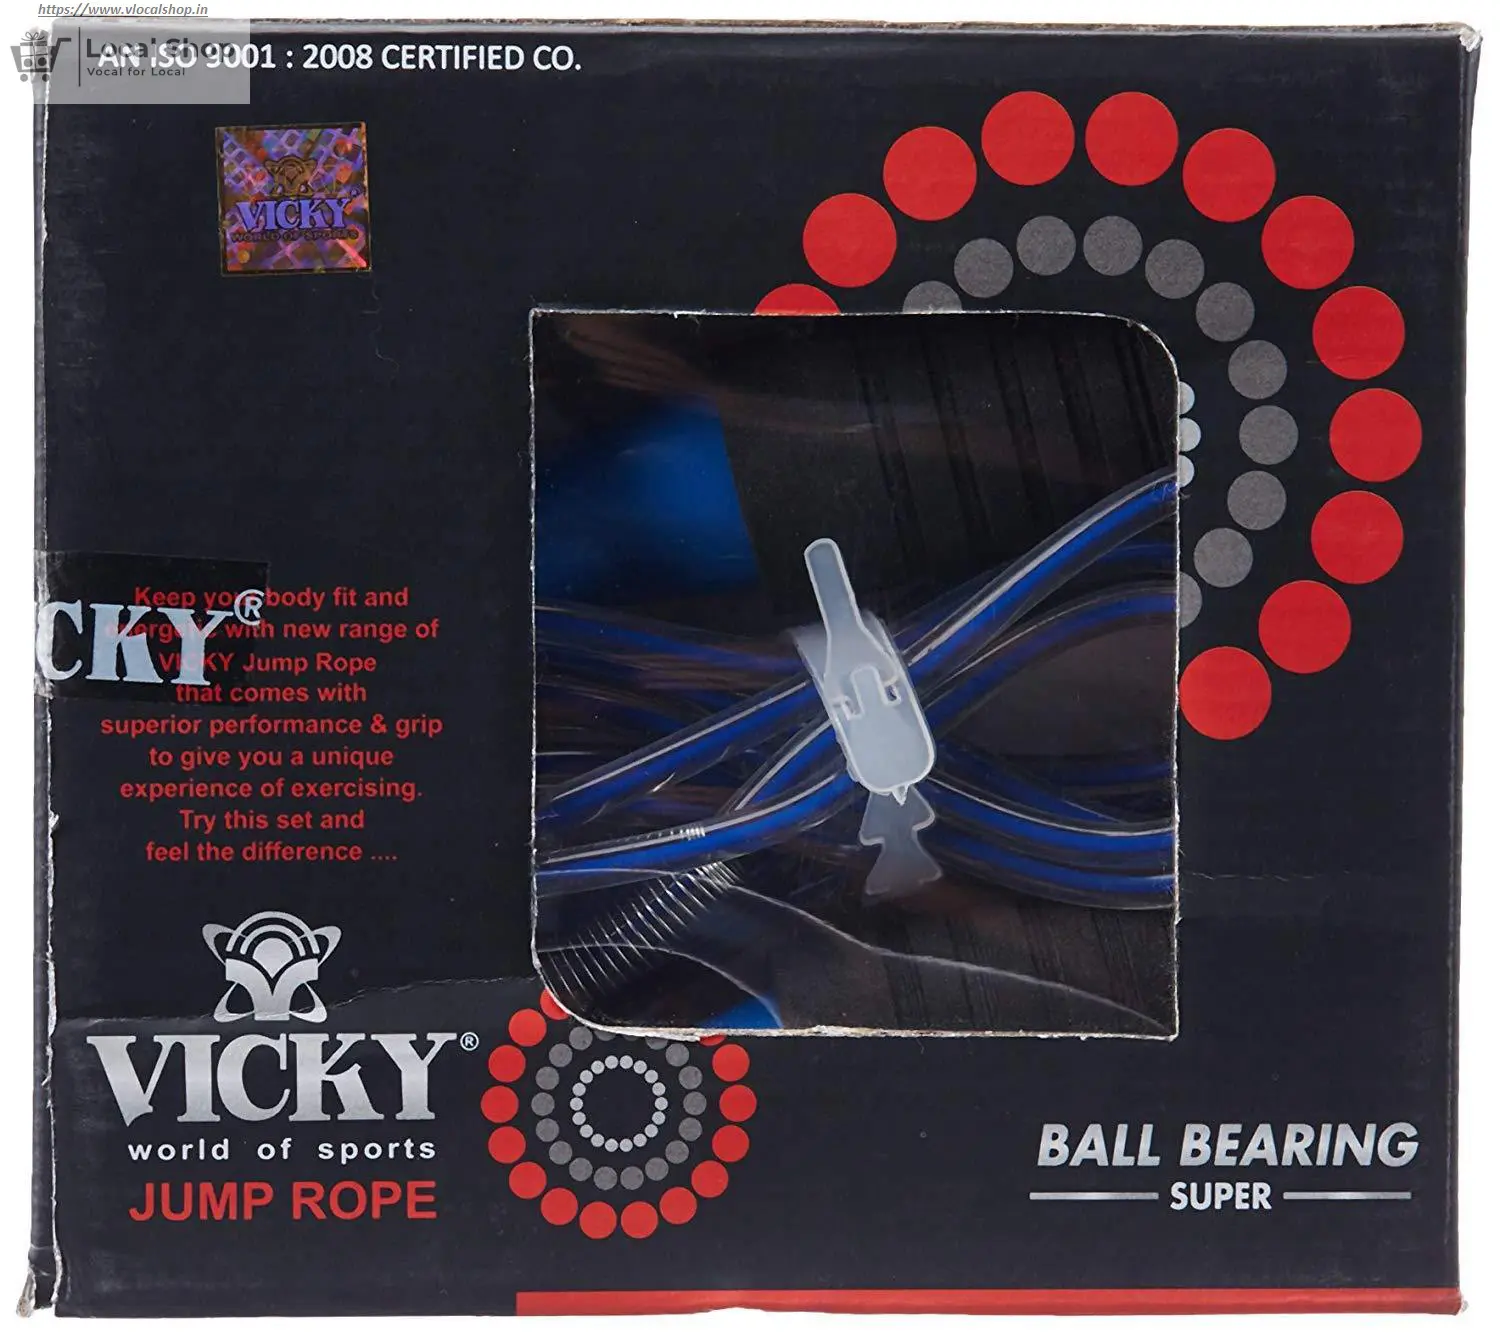 https://www.vlocalshop.in
Local Shop
Vocal for Local
AN ISO 9001 : 2008 CERTIFIED CO.
VICKY
WORLD OF SPORTS
CKY®
Keep your body fit and
energetic with new range of
VICKY Jump Rope
that comes with
superior performance & grip
to give you a unique
experience of exercising.
Try this set and
feel the difference ....
VICKY®
world of sports
JUMP ROPE
BALL BEARING
SUPER